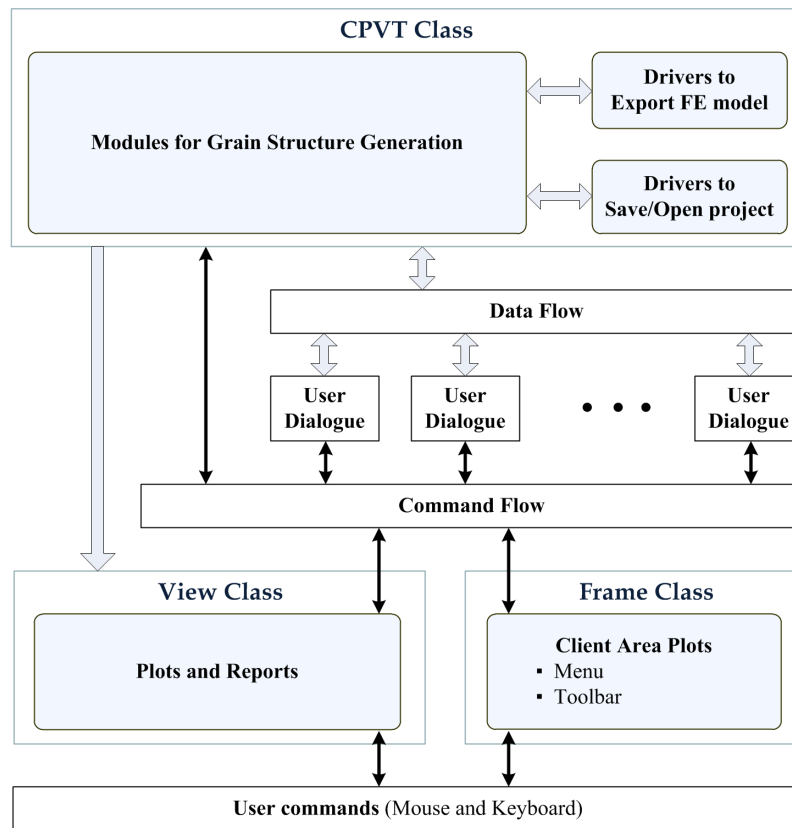 CPVT Class
Modules for Grain Structure Generation
Drivers to
Export FE model
Drivers to
Save/Open project
Data Flow
User
Dialogue
User
Dialogue
User
Dialogue
Command Flow
View Class
Plots and Reports
Frame Class
Client Area Plots
▪ Menu
▪ Toolbar
User commands (Mouse and Keyboard)